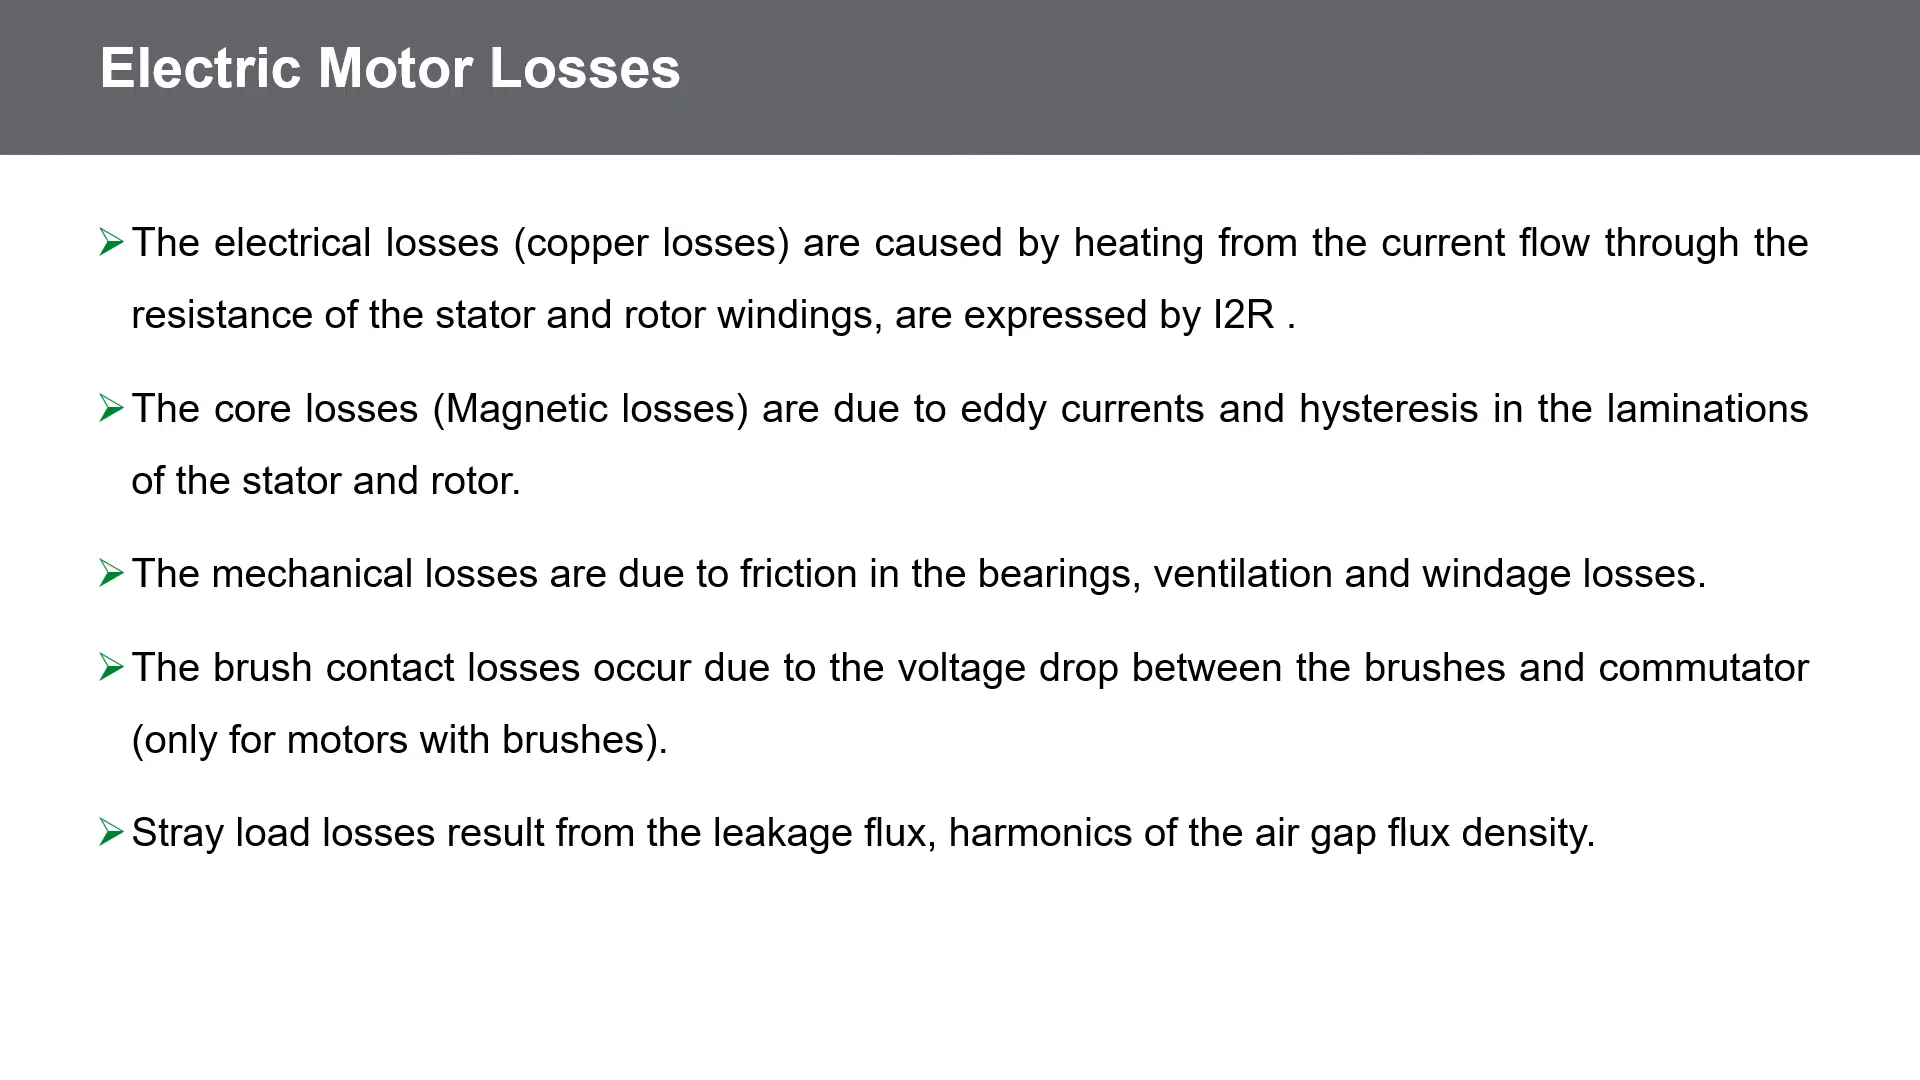 Electric Motor Losses
The electrical losses (copper losses) are caused by heating from the current flow through the
resistance of the stator and rotor windings, are expressed by I2R .
The core losses (Magnetic losses) are due to eddy currents and hysteresis in the laminations
of the stator and rotor.
The mechanical losses are due to friction in the bearings, ventilation and windage losses.
The brush contact losses occur due to the voltage drop between the brushes and commutator
(only for motors with brushes).
Stray load losses result from the leakage flux, harmonics of the air gap flux density.